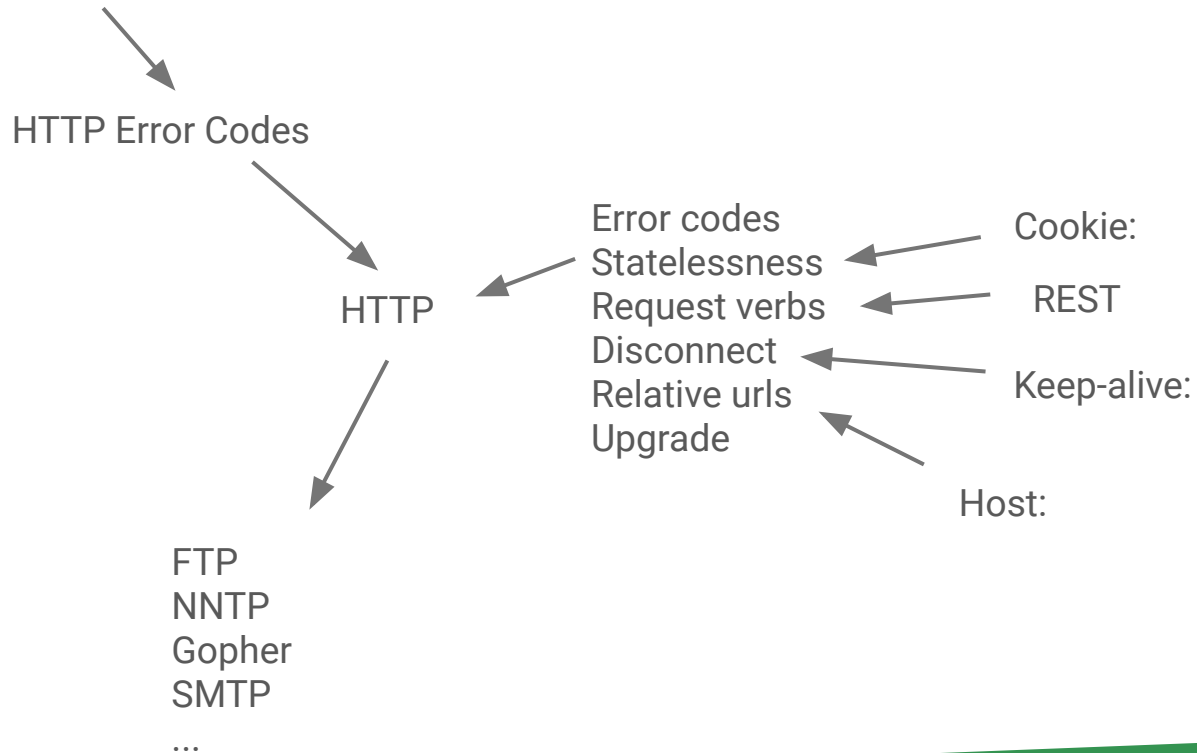 HTTP Error Codes
HTTP
Error codes
Statelessness
Request verbs
Disconnect
Relative urls
Upgrade
Cookie:
REST
Keep-alive:
Host:
FTP
NNTP
Gopher
SMTP
...